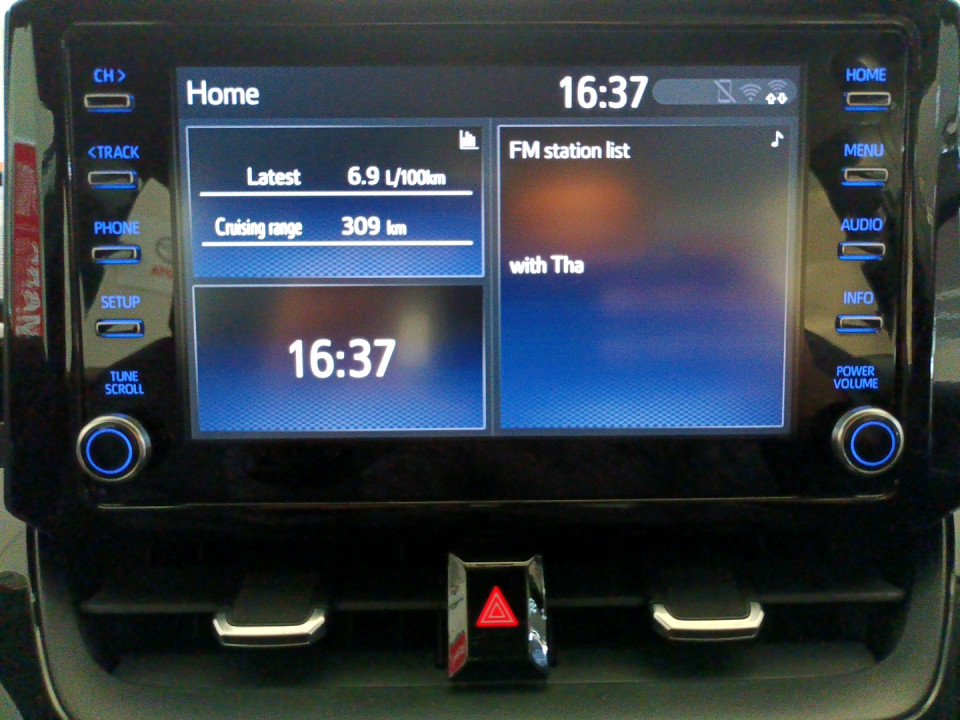 CH >
<TRACK
PHONE
SETUP
TUNE
SCROLL
Home
16:37
Latest 6.9 L/100km
Cruising range 309 km
16:37
FM station list
with Tha
HOME
MENU
AUDIO
INFO
POWER
VOLUME